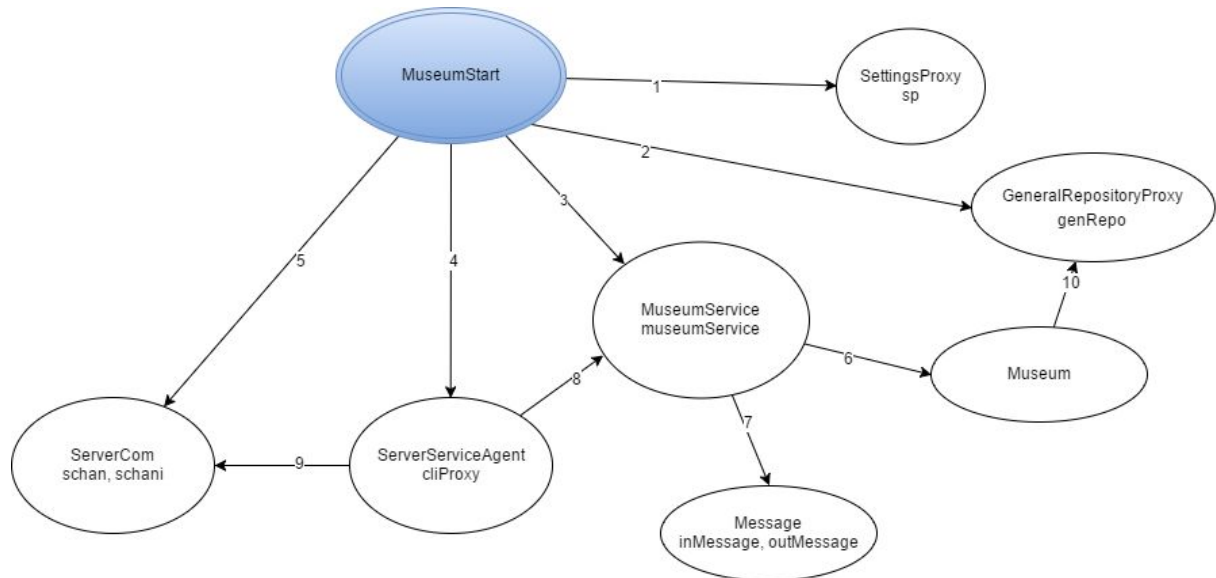 MuseumStart
1
SettingsProxy
sp
2
GeneralRepositoryProxy
genRepo
3
4
5
10
MuseumService
museumService
6
Museum
8
7
ServerCom
schan, schani
9
ServerServiceAgent
cliProxy
Message
inMessage, outMessage